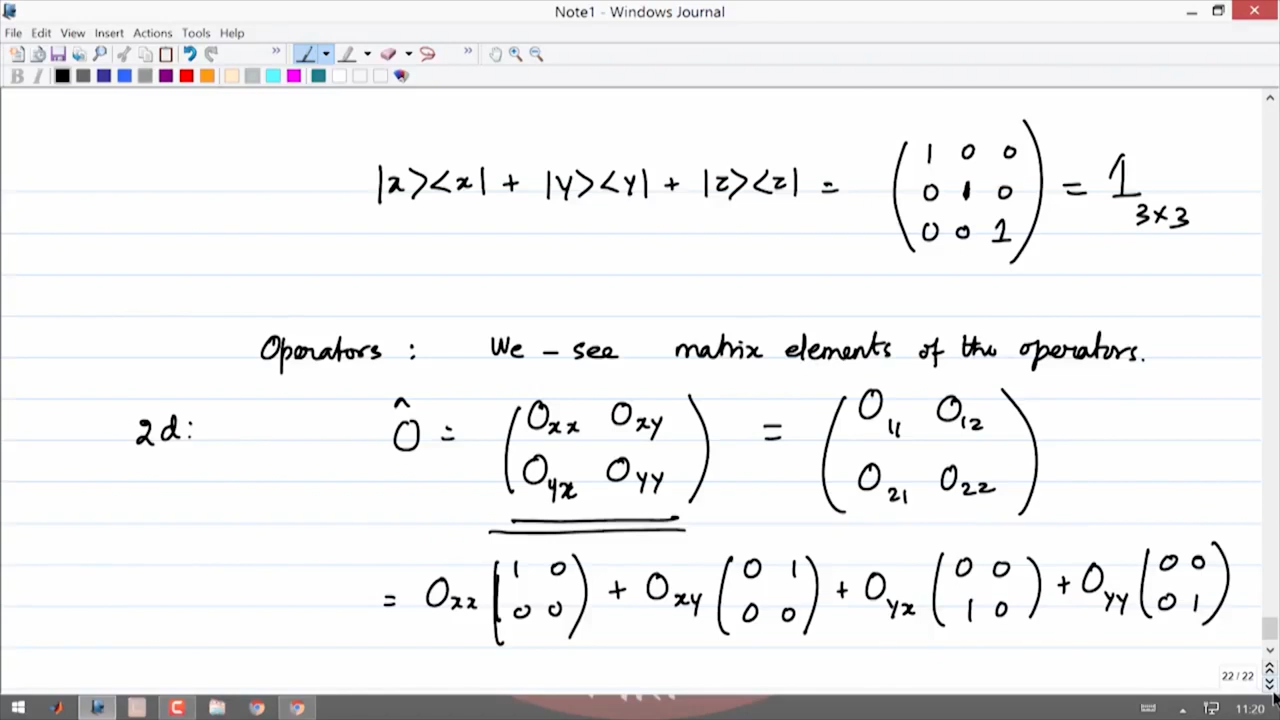 Note1 - Windows Journal
File Edit View Insert Actions Tools Help
B I
|x><x| + |y><y| + |z><z| = (1 0 0
0 1 0
0 0 1) = 1 3×3
Operators : We - see matrix elements of the operators.
2d: Ô = (Oxx Oxy
Oyx Oyy) = (O11 O12
O21 O22)
= Oxx (1 0
0 0) + Oxy (0 1
0 0) + Oyx (0 0
1 0) + Oyy (0 0
0 1)
22 / 22
11:20